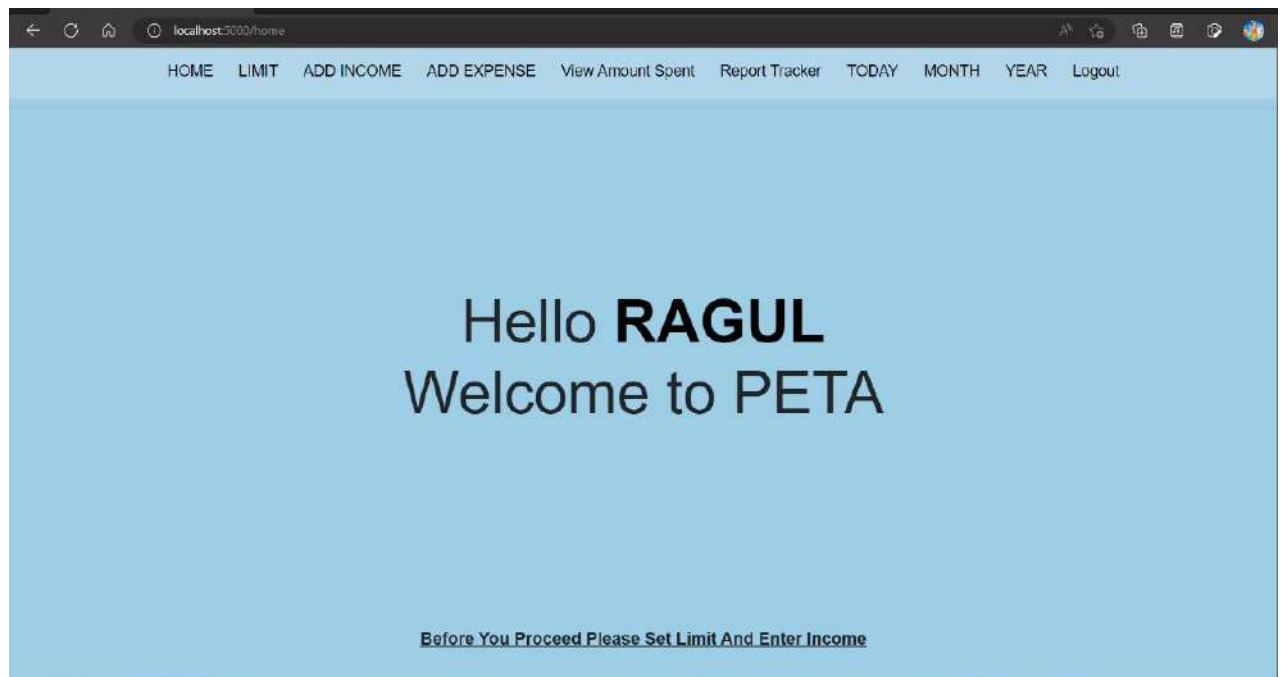 localhost:5000/home
HOME LIMIT ADD INCOME ADD EXPENSE View Amount Spent Report Tracker TODAY MONTH YEAR Logout
Hello RAGUL
Welcome to PETA
Before You Proceed Please Set Limit And Enter Income